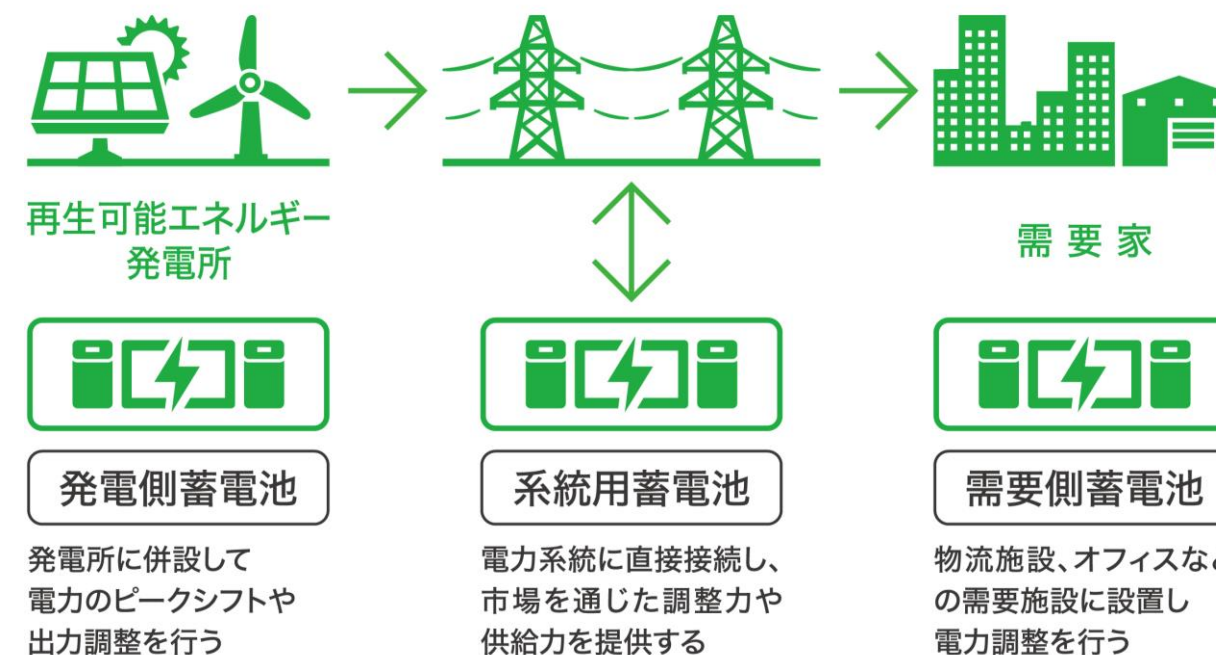 再生可能エネルギー
発電所
需要家
発電側蓄電池
発電所に併設して
電力のピークシフトや
出力調整を行う
系統用蓄電池
電力系統に直接接続し、
市場を通じた調整力や
供給力を提供する
需要側蓄電池
物流施設、オフィスな
の需要施設に設置し
電力調整を行う